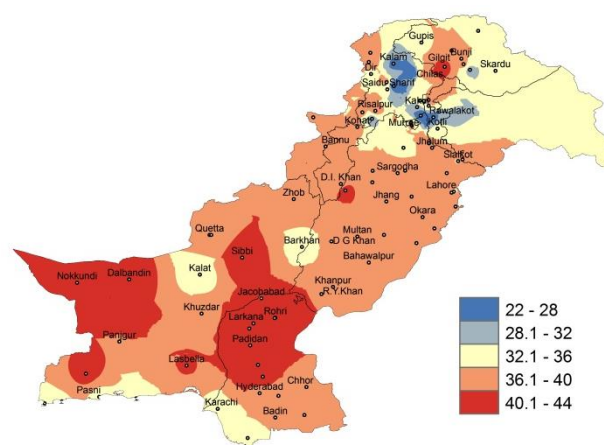 Gupis
Kalam
Gilgit
Bunji
Dir
Chilas
Skardu
Saidu Sharif
Kakul
Risalpur
Rawalakot
Kohat
Murree
Kotli
Bannu
Jhelum
Sialkot
D.I. Khan
Sargodha
Zhob
Jhang
Lahore
Okara
Quetta
Multan
Barkhan
D G Khan
Sibbi
Bahawalpur
Nokkundi
Dalbandin
Kalat
Khanpur
Jacobabad
R.Y.Khan
Khuzdar
Larkana
Rohri
Panjgur
Padidan
Lasbella
Pasni
Hyderabad
Chhor
Karachi
Badin
22 - 28
28.1 - 32
32.1 - 36
36.1 - 40
40.1 - 44